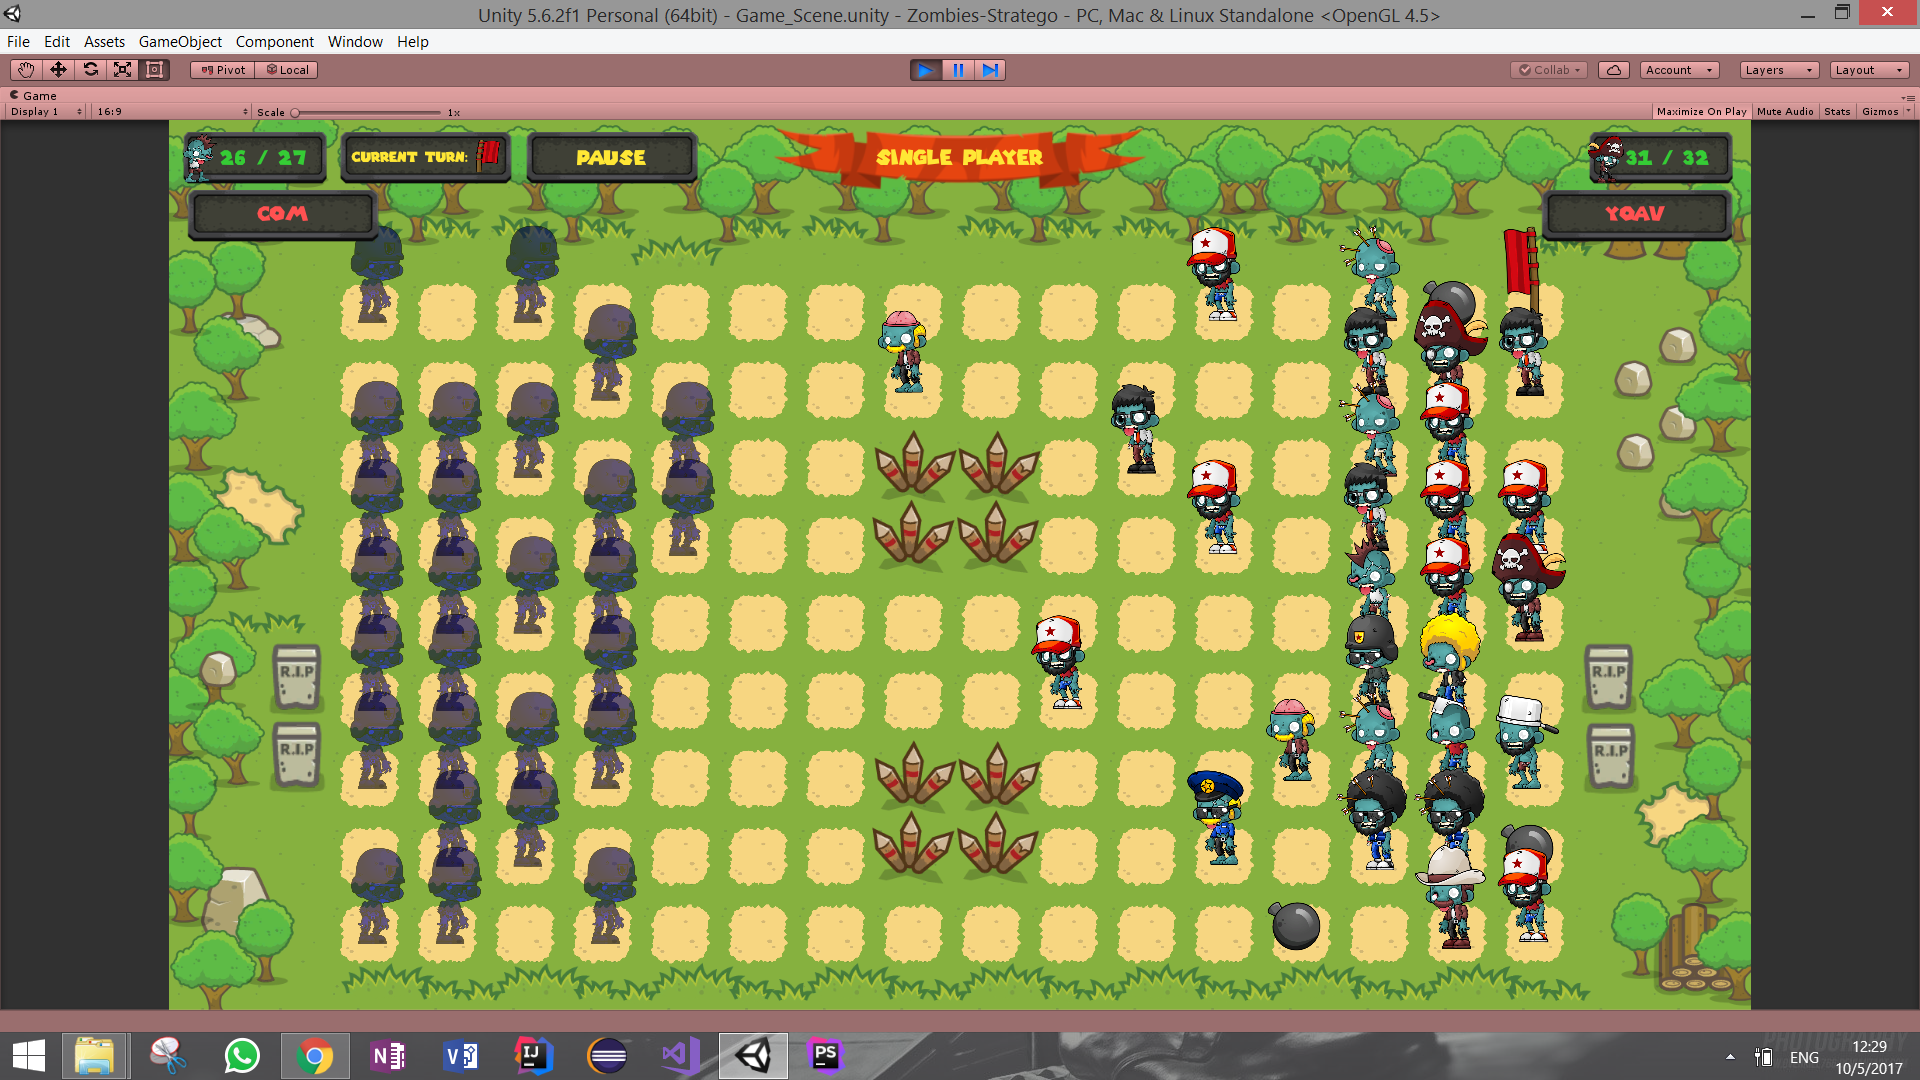 Unity 5.6.2f1 Personal (64bit) - Game_Scene.unity - Zombies-Stratego - PC, Mac & Linux Standalone <OpenGL 4.5>
File Edit Assets GameObject Component Window Help
Pivot Local Collab Account Layers Layout
Game
Display 1 16:9 Scale 1x Maximize On Play Mute Audio Stats Gizmos
26 / 27 CURRENT TURN: PAUSE SINGLE PLAYER 31 / 32
COM YOAV
R.I.P R.I.P
R.I.P R.I.P
N V IJ PS ENG 12:29
10/5/2017